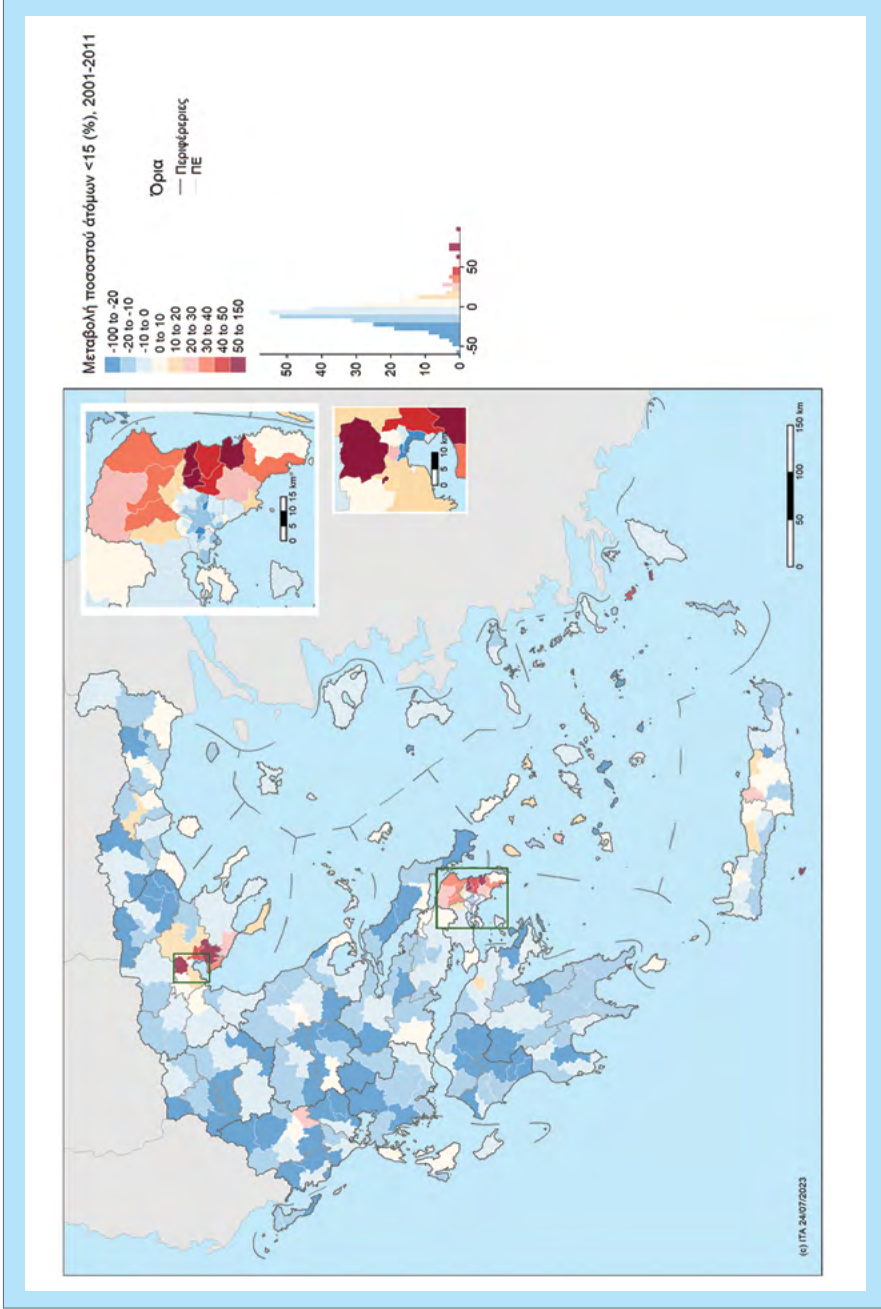 Μεταβολή ποσοστού άτόμων <15 (%), 2001-2011
-100 to -20
-20 to -10
-10 to 0
0 to 10
10 to 20
20 to 30
30 to 40
40 to 50
50 to 150
Όρια
Περιφέρεριες
ΠΕ
50
40
30
20
10
0
-50
0
50
0 5 10 15 km
0 5 10 km
0 50 100 150 km
(c) ITA 24/07/2023